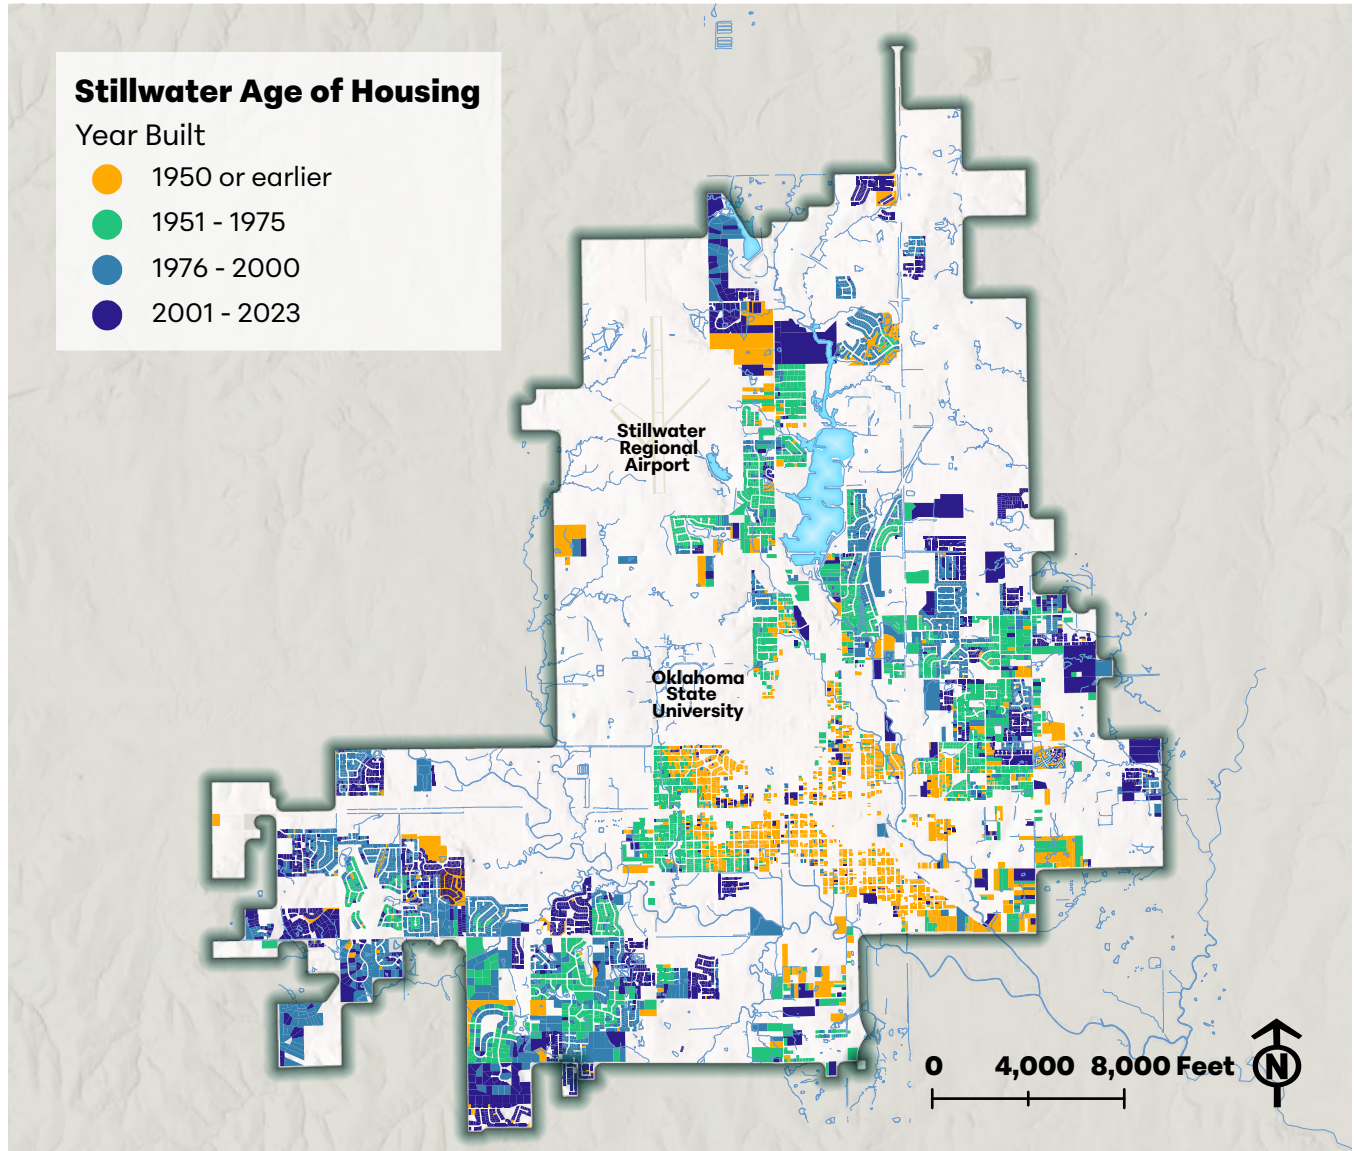 Stillwater Age of Housing
Year Built
1950 or earlier
1951 - 1975
1976 - 2000
2001 - 2023
Stillwater
Regional
Airport
Oklahoma
State
University
0 4,000 8,000 Feet
N